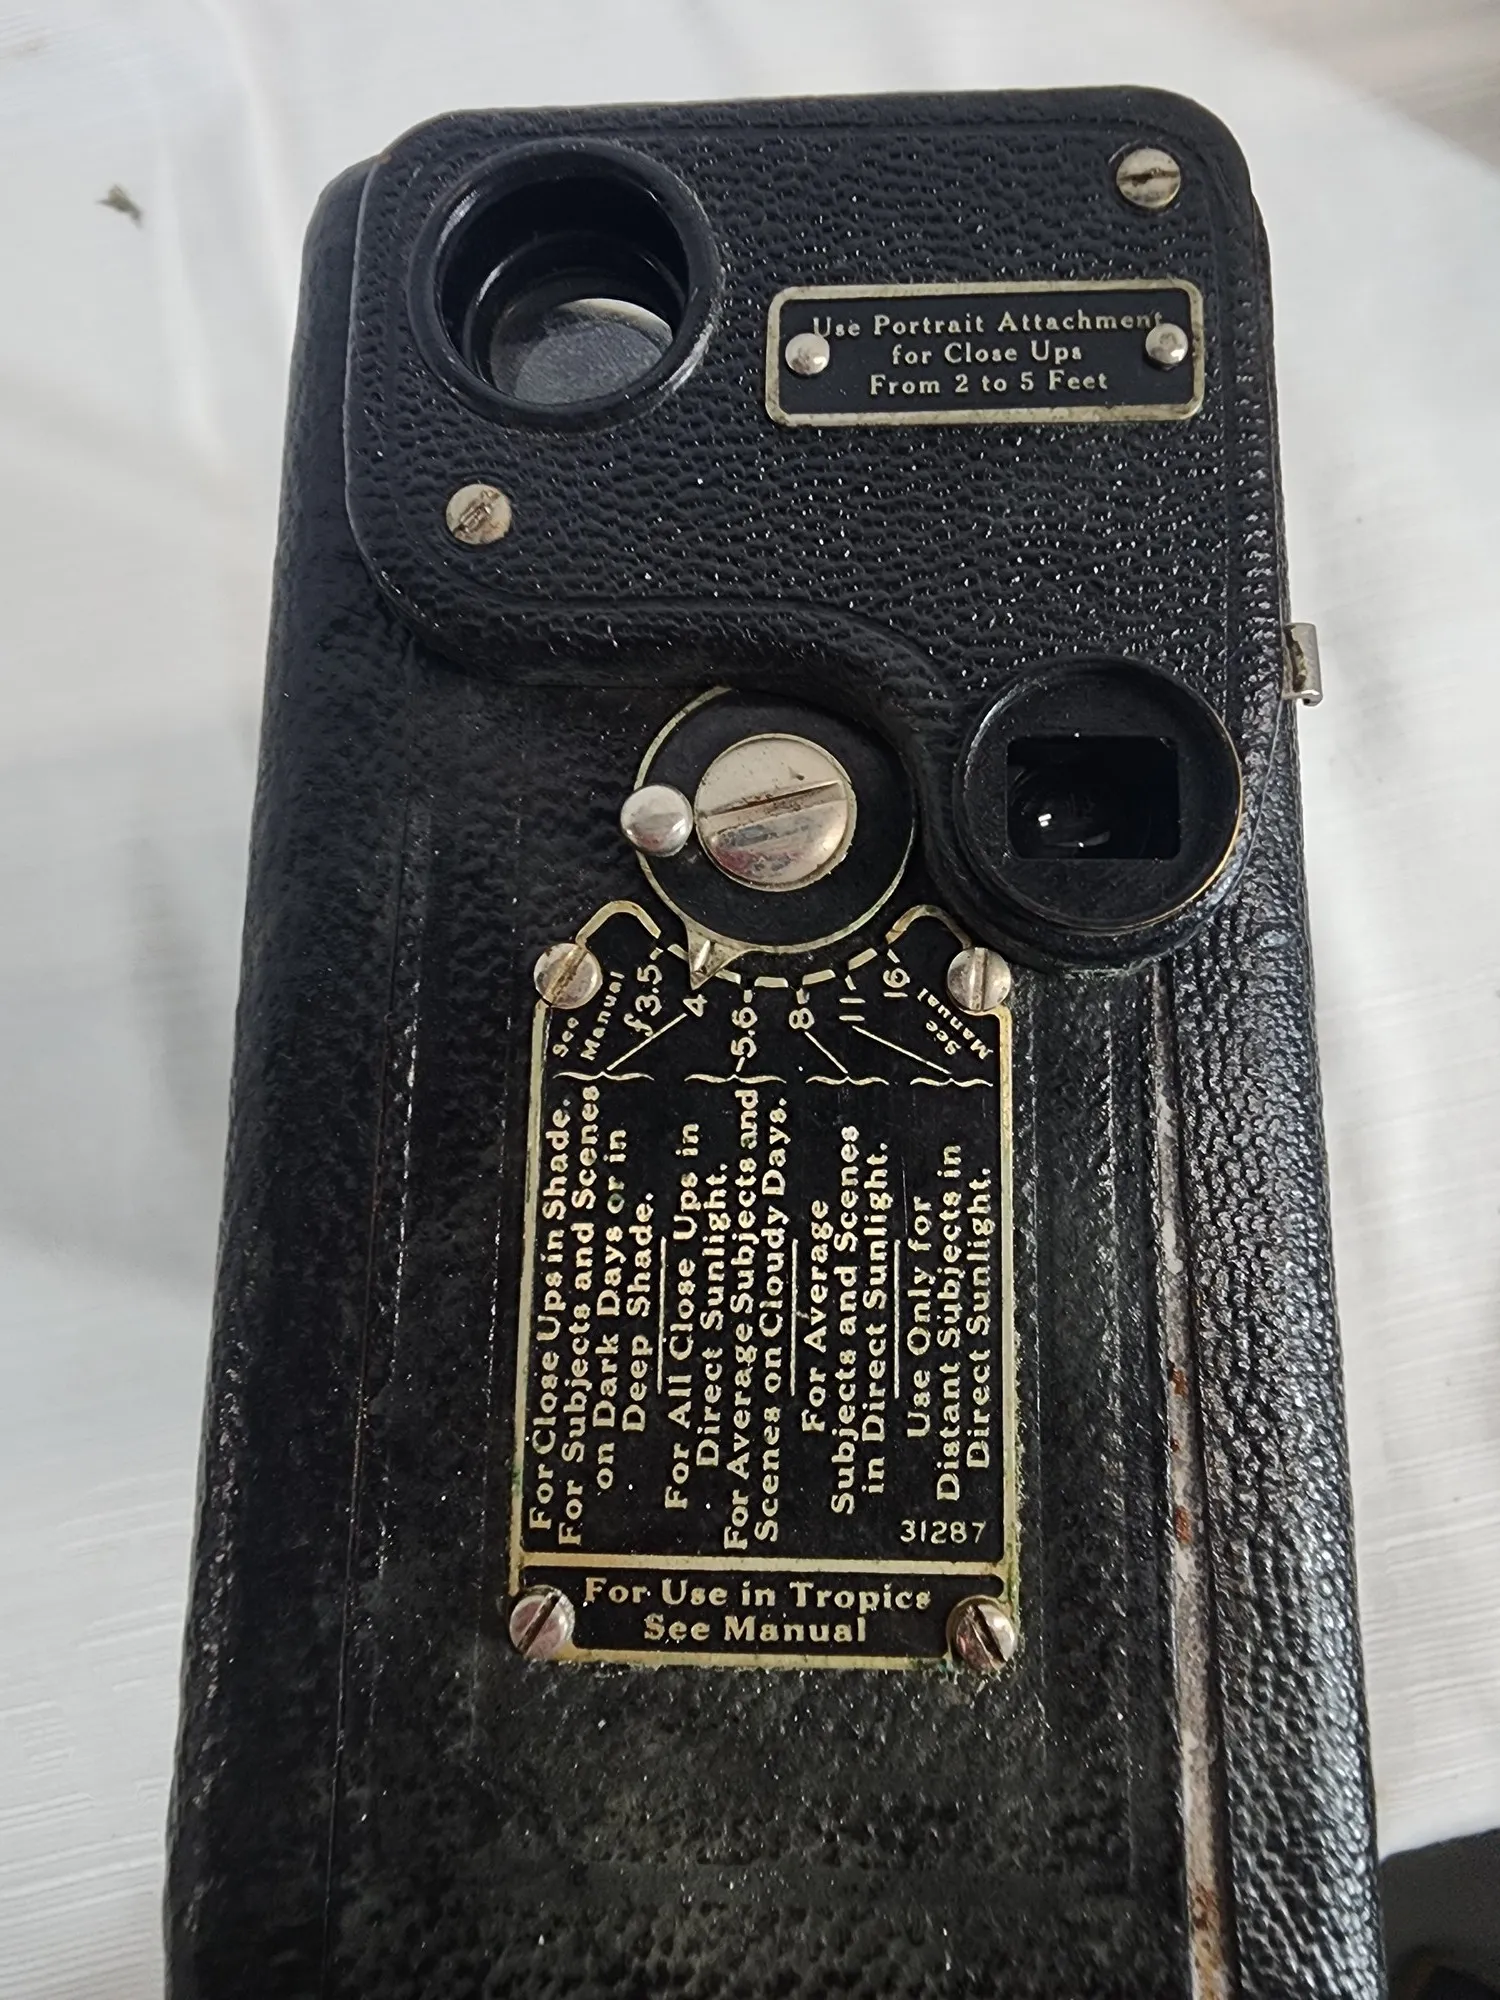 Use Portrait Attachment
for Close Ups
From 2 to 5 Feet
See
Manual
f 3.5
4
5.6
8
11
16
See
Manual
For Close Ups in Shade.
For Subjects and Scenes
on Dark Days or in
Deep Shade.
For All Close Ups in
Direct Sunlight.
For Average Subjects and
Scenes on Cloudy Days.
For Average
Subjects and Scenes
in Direct Sunlight.
Use Only for
Distant Subjects in
Direct Sunlight.
31287
For Use in Tropics
See Manual